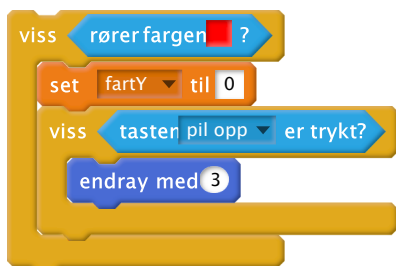 viss rører fargen ?
set fartY til 0
viss tasten pil opp er trykt?
endray med 3